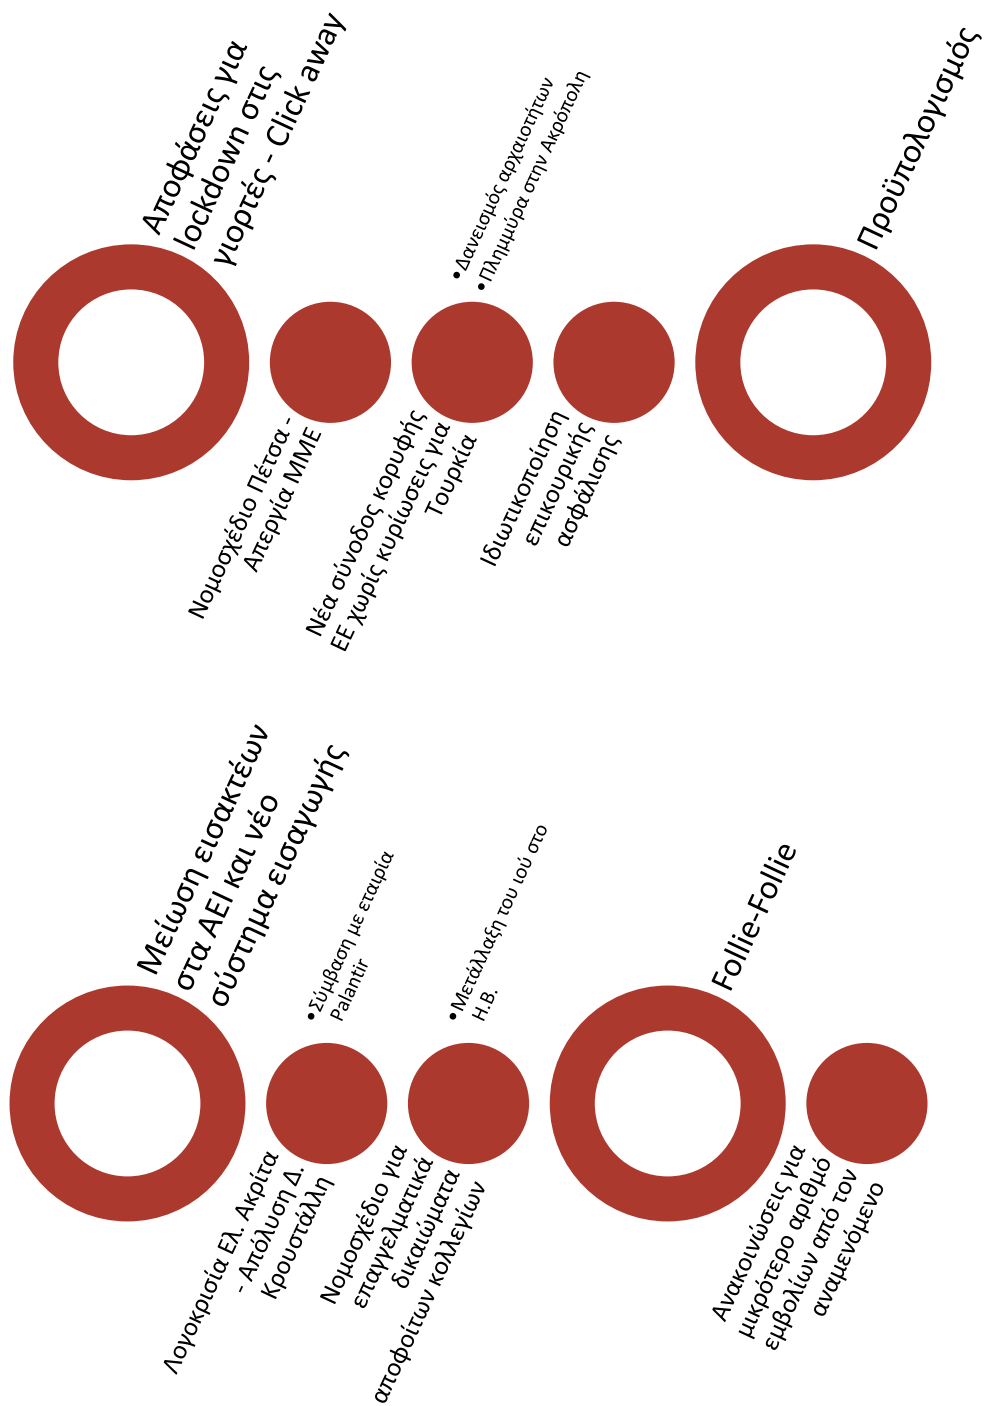 Αποφάσεις για
lockdown στις
γιορτές - Click away
Νομοσχέδιο Πέτσα -
Απεργία ΜΜΕ
•Δανεισμός αρχαιοτήτων
•Πλημμύρα στην Ακρόπολη
Νέα σύνοδος κορυφής
ΕΕ χωρίς κυρίωσεις για
Τουρκία
Ιδιωτικοποίηση
επικουρικής
ασφάλισης
Προϋπολογισμός
Μείωση εισακτέων
στα ΑΕΙ και νέο
σύστημα εισαγωγής
•Σύμβαση με εταιρία
Palantir
Λογοκρισία Ελ. Ακρίτα
- Απόλυση Δ.
Κρουστάλλη
•Μετάλλαξη του ιού στο
Η.Β.
Νομοσχέδιο για
επαγγελματικά
δικαιώματα
αποφοίτων κολλεγίων
Follie-Follie
Ανακοινώσεις για
μικρότερο αριθμό
εμβολίων από τον
αναμενόμενο